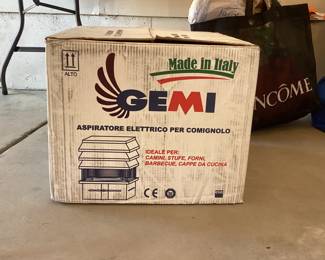 ALTO
Made in Italy
GEMI
ASPIRATORE ELETTRICO PER COMIGNOLO
IDEALE PER:
CAMINI, STUFE, FORNI,
BARBECUE, CAPPE DA CUCINA
CE
NCÔME